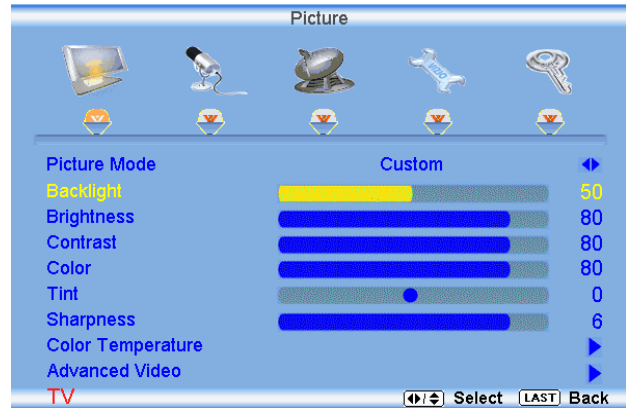 Picture
VIZIO
Picture Mode Custom
Backlight 50
Brightness 80
Contrast 80
Color 80
Tint 0
Sharpness 6
Color Temperature
Advanced Video
TV Select LAST Back